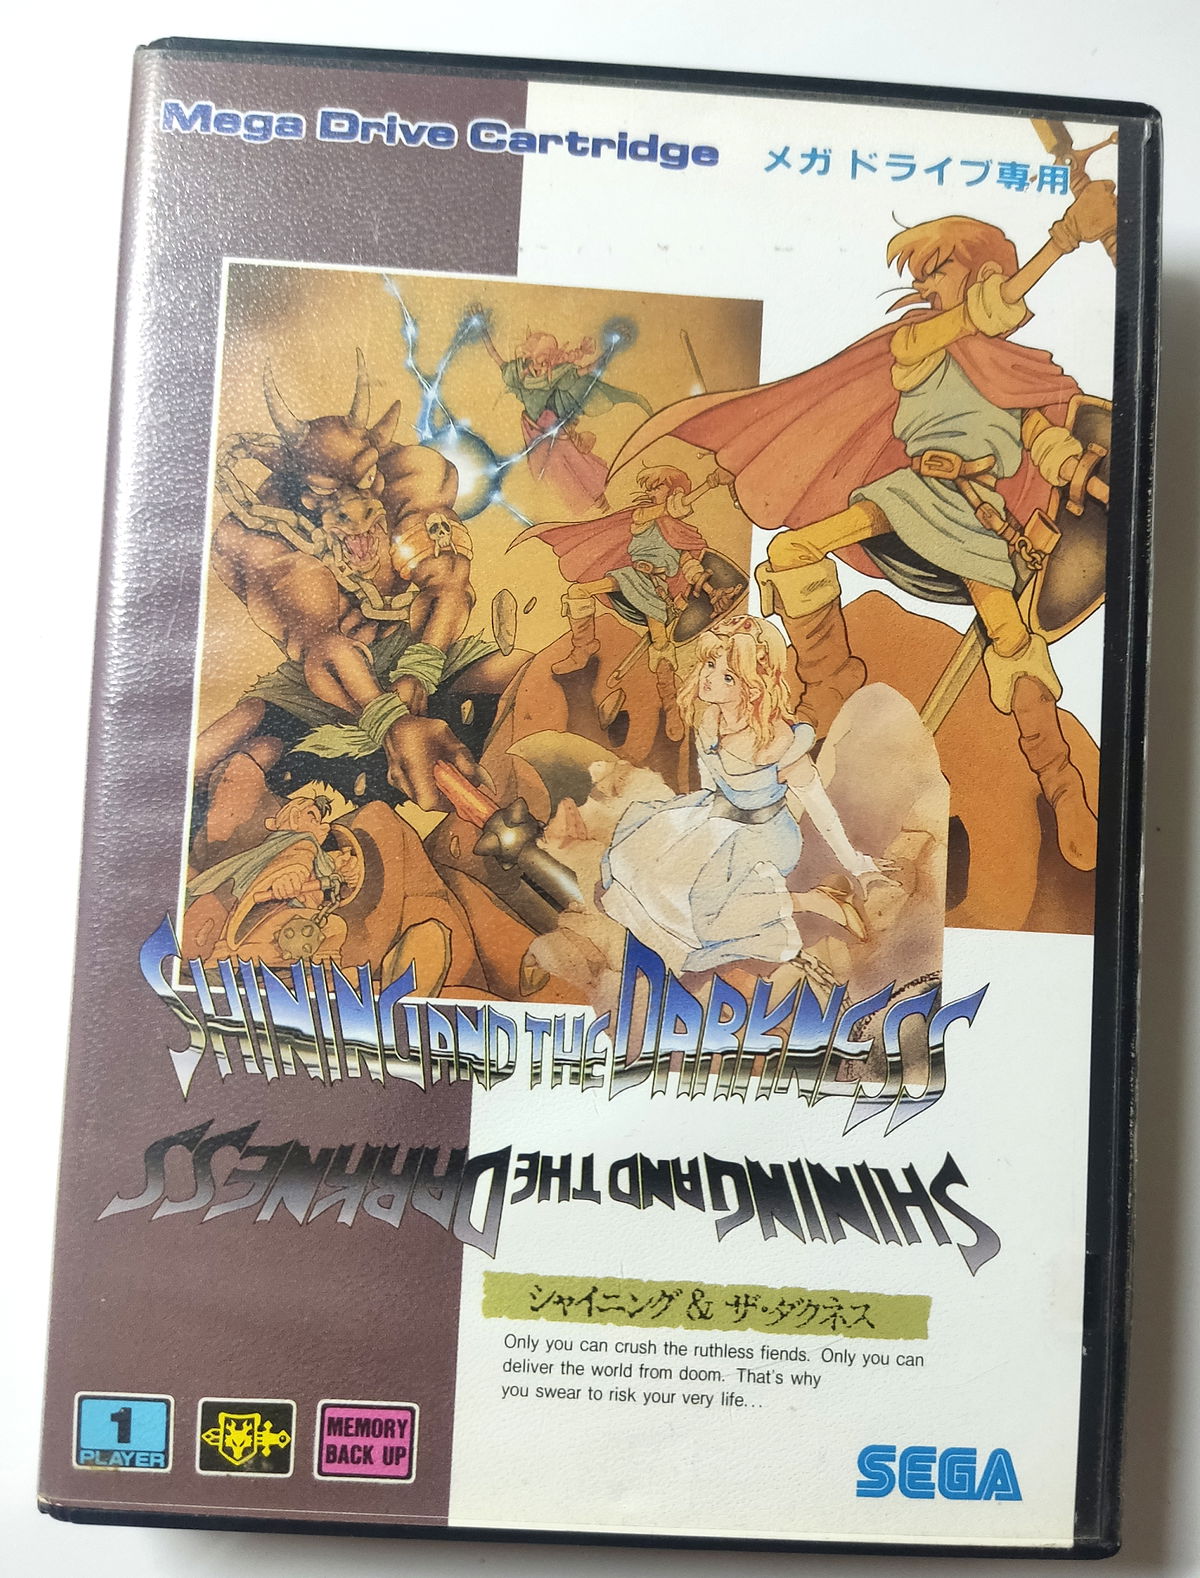 Mega Drive Cartridge
メガドライブ専用
SHINING AND THE DARKNESS
SHINING AND THE DARKNESS
シャイニング&ザ・ダクネス
Only you can crush the ruthless fiends. Only you can
deliver the world from doom. That's why
you swear to risk your very life...
1
PLAYER
MEMORY
BACK UP
SEGA